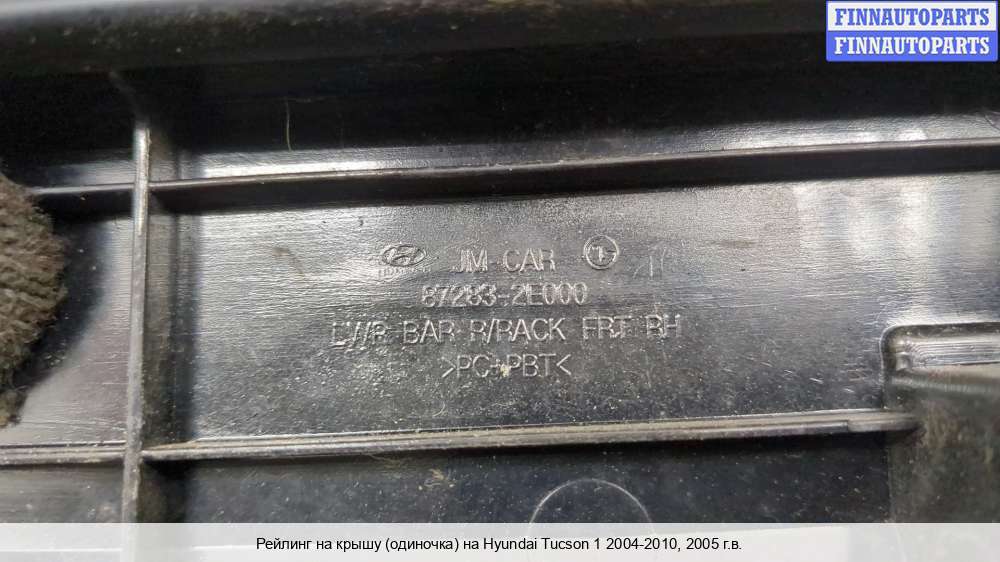 FINNAUTOPARTS
FINNAUTOPARTS
JM-CAR
87283-2E000
LWR BAR R/RACK FRT RH
>PC+PBT<
Рейлинг на крышу (одиночка) на Hyundai Tucson 1 2004-2010, 2005 г.в.